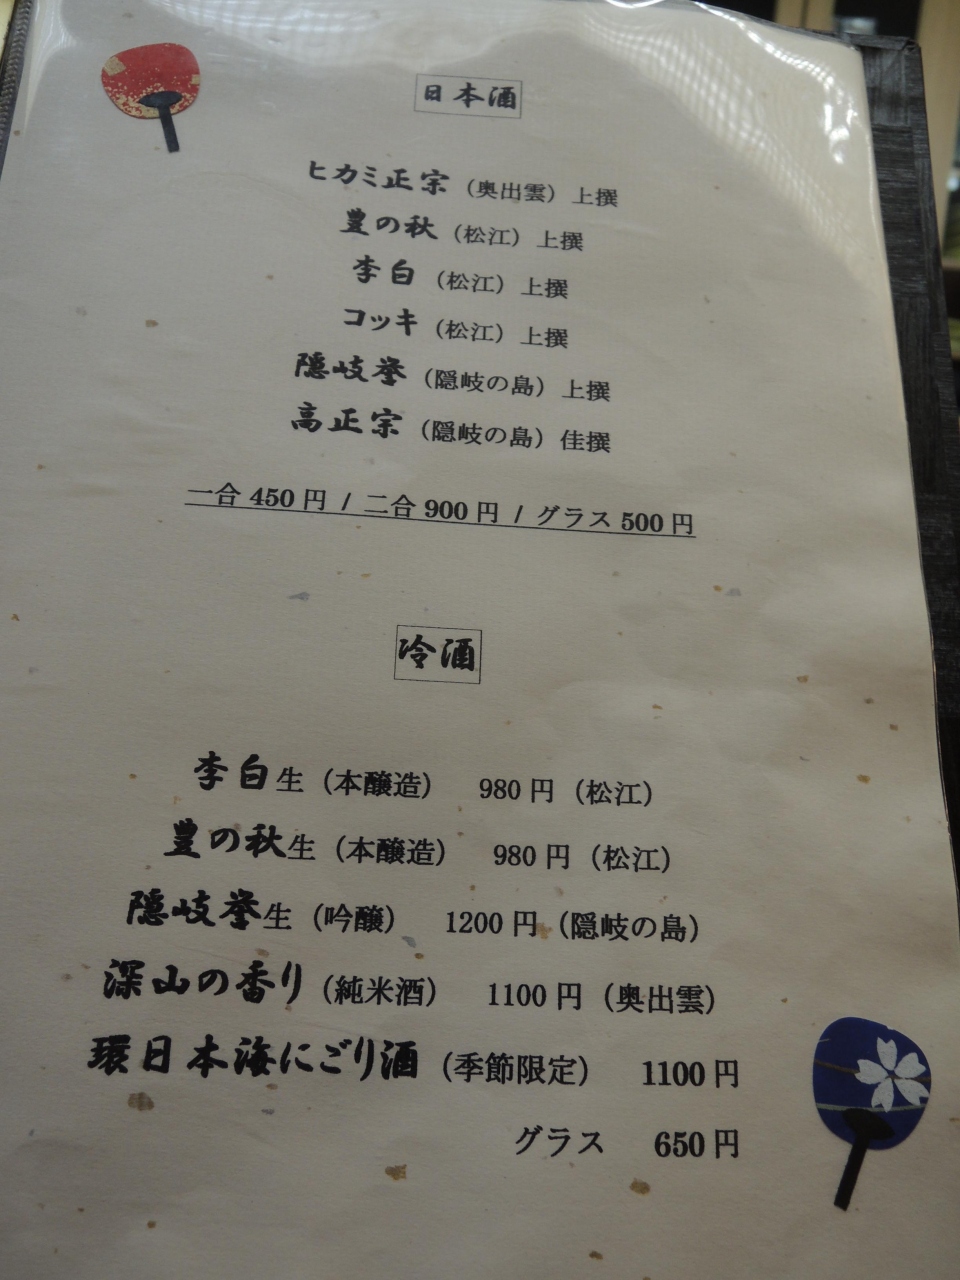 日本酒
ヒカミ正宗（奥出雲）上撰
豊の秋（松江）上撰
李白（松江）上撰
コッキ（松江）上撰
隠岐誉（隠岐の島）上撰
高正宗（隠岐の島）佳撰
一合 450 円 / 二合 900 円 / グラス 500 円
冷酒
李白生（本醸造） 980 円（松江）
豊の秋生（本醸造） 980 円（松江）
隠岐誉生（吟醸） 1200 円（隠岐の島）
深山の香り（純米酒） 1100 円（奥出雲）
環日本海にごり酒（季節限定） 1100 円
グラス 650 円